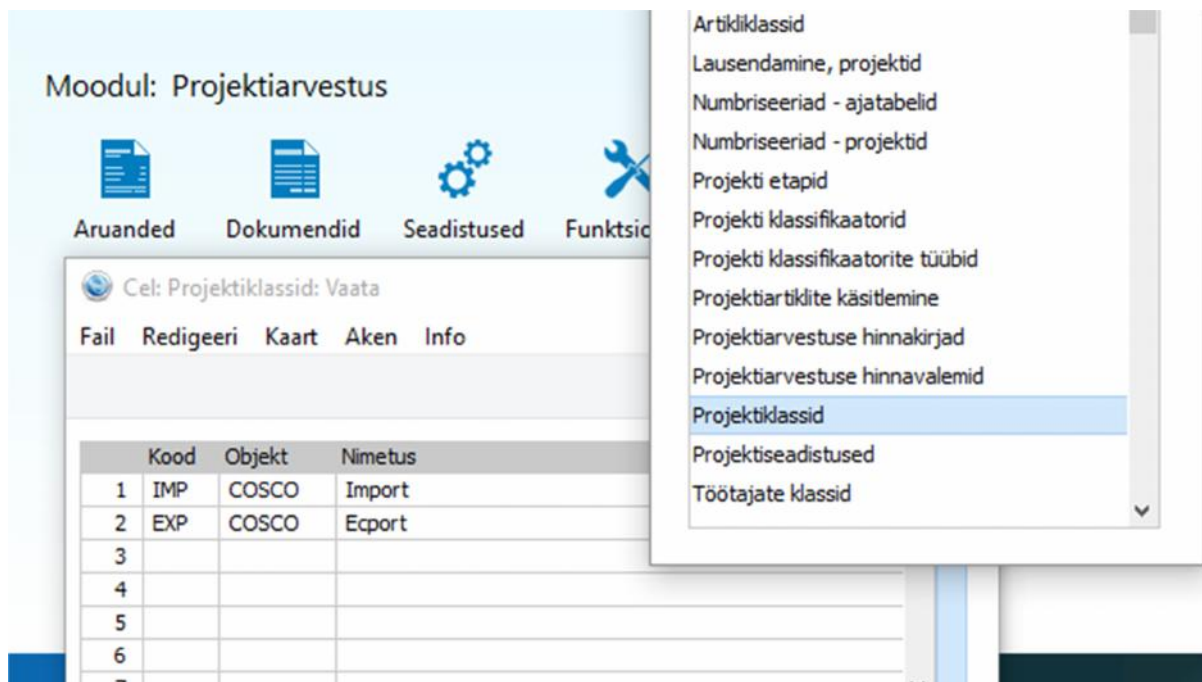 Moodul: Projektiarvestus
Aruanded Dokumendid Seadistused
Cel: Projektiklassid: Vaata
Fail Redigeeri Kaart Aken Info
Kood Objekt Nimetus
1 IMP COSCO Import
2 EXP COSCO Ecport
3
4
5
6
Artikliklassid
Lausendamine, projektid
Numbriseeriad - ajatabelid
Numbriseeriad - projektid
Projekti etapid
Projekti klassifikaatorid
Projekti klassifikaatorite tüübid
Projektiartiklite käsitlemine
Projektiarvestuse hinnakirjad
Projektiarvestuse hinnavalemid
Projektiklassid
Projektiseadistused
Töötajate klassid